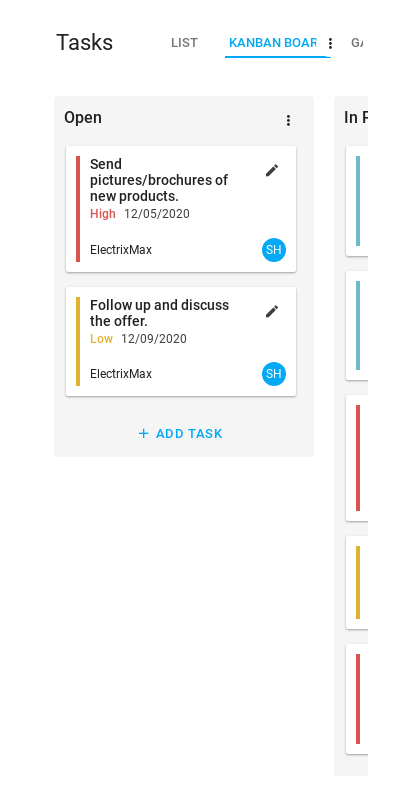 Tasks
LIST
KANBAN BOAR
Open
Send
pictures/brochures of
new products.
High 12/05/2020
ElectrixMax
SH
Follow up and discuss
the offer.
Low 12/09/2020
ElectrixMax
SH
+ ADD TASK
In